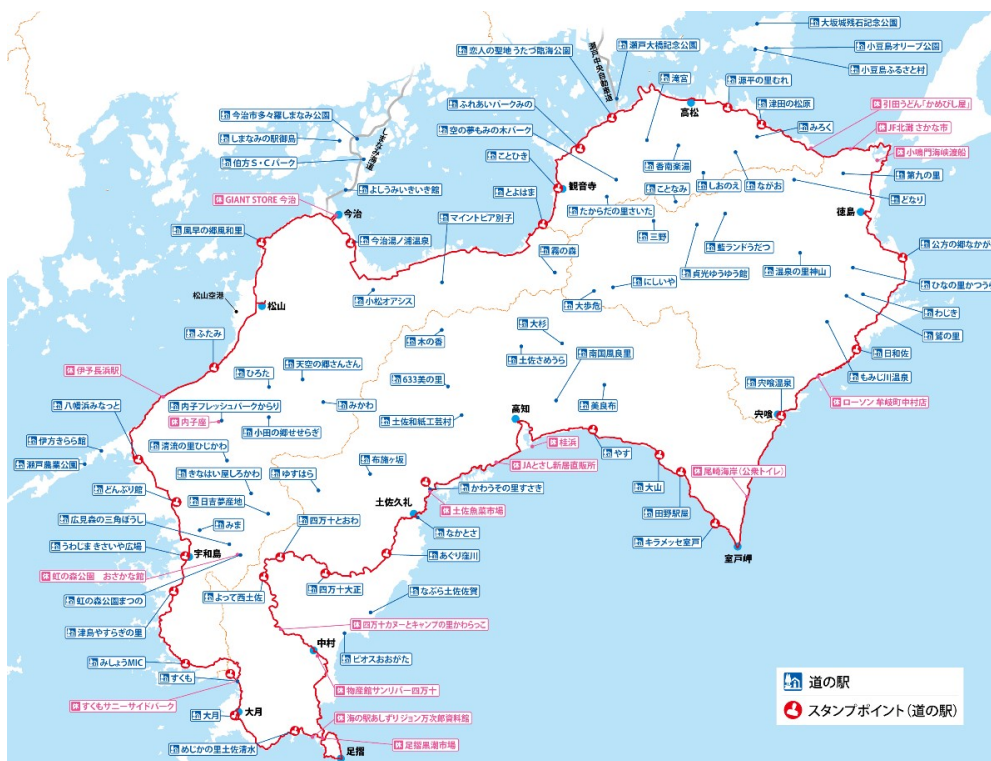 大坂城残石記念公園
瀬戸大橋記念公園
恋人の聖地 うたづ臨海公園
小豆島オリーブ公園
小豆島ふるさと村
瀬戸中央自動車道
滝宮
源平の里むれ
ふれあいパークみの
高松
津田の松原
引田うどん「かめびし屋」
今治市多々羅しまなみ公園
空の夢もみの木パーク
みろく
JF北灘 さかな市
しまなみの駅御島
しまなみ海道
ことひき
香南楽湯
小鳴門海峡渡船
伯方S・Cパーク
観音寺
ことなみ
しおのえ
ながお
第九の里
よしうみいきいき館
とよはま
たからだの里さいた
どなり
GIANT STORE 今治
今治
マイントピア別子
三野
徳島
風早の郷風和里
今治湯ノ浦温泉
霧の森
藍ランドうだつ
公方の郷なかが
貞光ゆうゆう館
温泉の里神山
にしいや
ひなの里かつうら
松山空港
小松オアシス
大歩危
わじき
松山
鷲の里
ふたみ
木の香
大杉
南国風良里
日和佐
土佐さめうら
天空の郷さんさん
伊予長浜駅
ひろた
633美の里
宍喰温泉
もみじ川温泉
八幡浜みなっと
内子フレッシュパークからり
みかわ
美良布
ローソン 牟岐町中村店
内子座
小田の郷せせらぎ
土佐和紙工芸村
高知
宍喰
伊方きらら館
清流の里ひじかわ
桂浜
やす
瀬戸農業公園
きなはい屋しろかわ
ゆすはら
布施ヶ坂
JAとさし新居直販所
尾崎海岸(公衆トイレ)
どんぶり館
日吉夢産地
かわうその里すさき
大山
土佐久礼
土佐魚菜市場
田野駅屋
広見森の三角ぼうし
みま
四万十とおわ
なかとさ
キラメッセ室戸
うわじま きさいや広場
宇和島
あぐり窪川
室戸岬
虹の森公園 おさかな館
よって西土佐
四万十大正
虹の森公園まつの
なぶら土佐佐賀
津島やすらぎの里
四万十カヌーとキャンプの里かわらっこ
中村
みしょうMIC
ビオスおおがた
すくも
道の駅
物産館サンリバー四万十
すくもサニーサイドパーク
大月
大月
海の駅あしずり ジョン万次郎資料館
スタンプポイント(道の駅)
めじかの里土佐清水
足摺黒潮市場
足摺